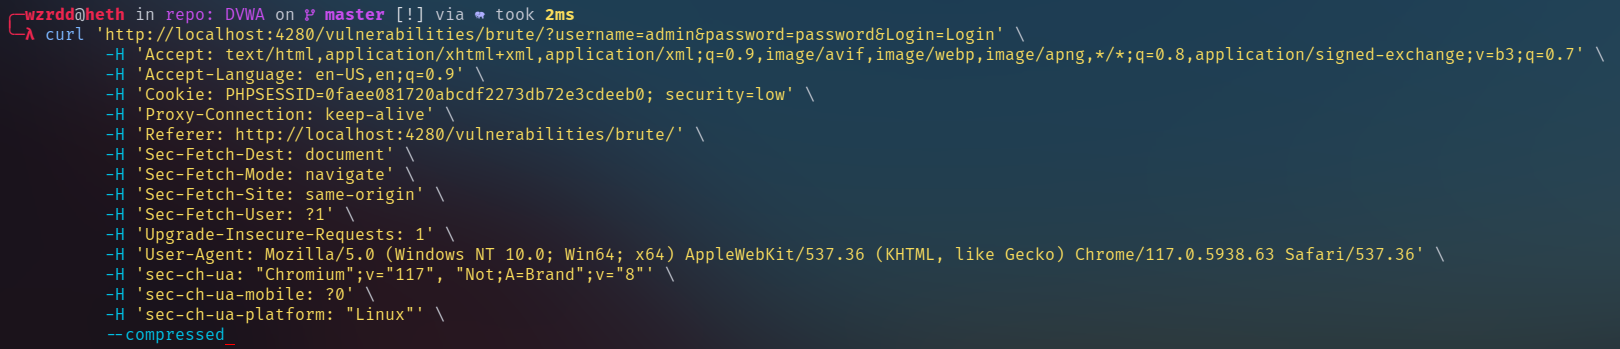 wzrdd@heth in repo: DVWA on master [!] via took 2ms
λ curl 'http://localhost:4280/vulnerabilities/brute/?username=admin&password=password&Login=Login' \
-H 'Accept: text/html,application/xhtml+xml,application/xml;q=0.9,image/avif,image/webp,image/apng,*/*;q=0.8,application/signed-exchange;v=b3;q=0.7' \
-H 'Accept-Language: en-US,en;q=0.9' \
-H 'Cookie: PHPSESSID=0faee081720abcdf2273db72e3cdeeb0; security=low' \
-H 'Proxy-Connection: keep-alive' \
-H 'Referer: http://localhost:4280/vulnerabilities/brute/' \
-H 'Sec-Fetch-Dest: document' \
-H 'Sec-Fetch-Mode: navigate' \
-H 'Sec-Fetch-Site: same-origin' \
-H 'Sec-Fetch-User: ?1' \
-H 'Upgrade-Insecure-Requests: 1' \
-H 'User-Agent: Mozilla/5.0 (Windows NT 10.0; Win64; x64) AppleWebKit/537.36 (KHTML, like Gecko) Chrome/117.0.5938.63 Safari/537.36' \
-H 'sec-ch-ua: "Chromium";v="117", "Not;A=Brand";v="8"' \
-H 'sec-ch-ua-mobile: ?0' \
-H 'sec-ch-ua-platform: "Linux"' \
--compressed